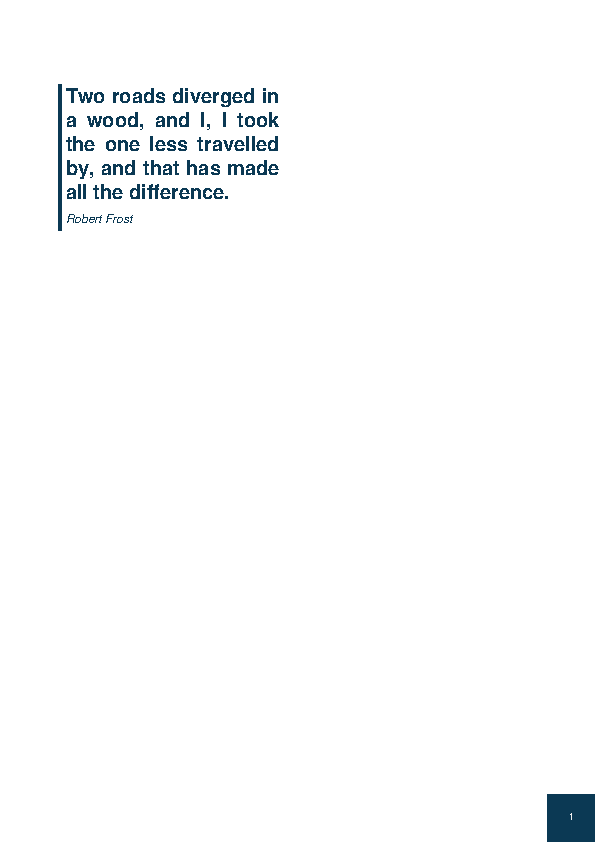 Two roads diverged in
a wood, and I, I took
the one less travelled
by, and that has made
all the difference.
Robert Frost
1